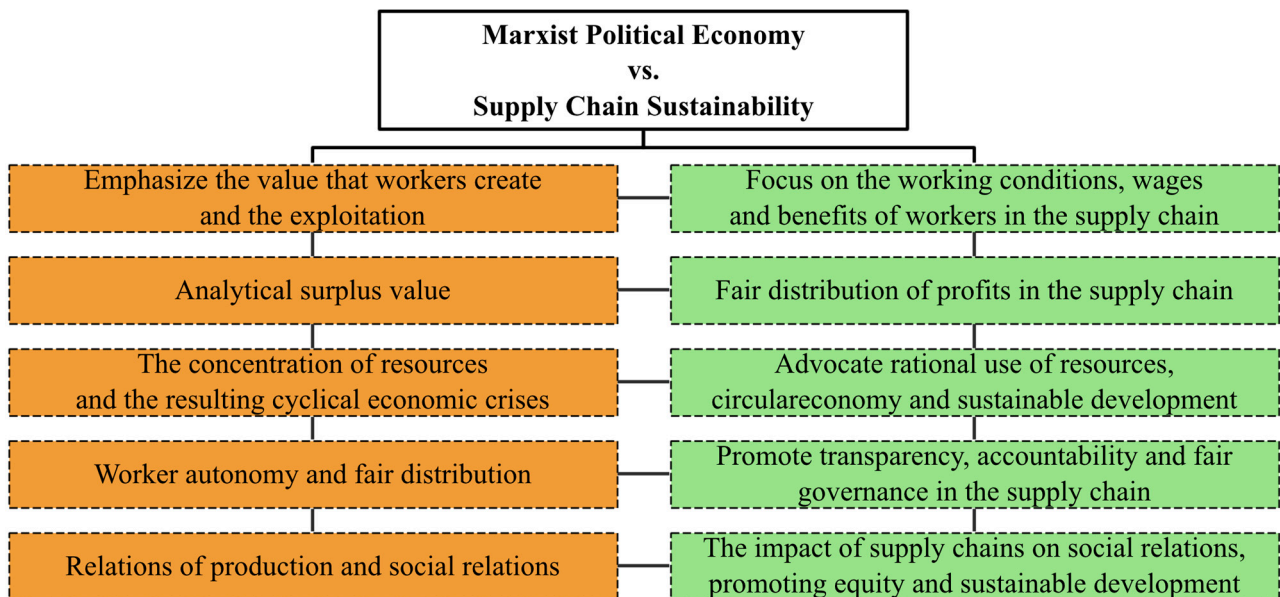 Marxist Political Economy
vs.
Supply Chain Sustainability
Emphasize the value that workers create
and the exploitation
Focus on the working conditions, wages
and benefits of workers in the supply chain
Analytical surplus value
Fair distribution of profits in the supply chain
The concentration of resources
and the resulting cyclical economic crises
Advocate rational use of resources,
circulareconomy and sustainable development
Worker autonomy and fair distribution
Promote transparency, accountability and fair
governance in the supply chain
Relations of production and social relations
The impact of supply chains on social relations,
promoting equity and sustainable development